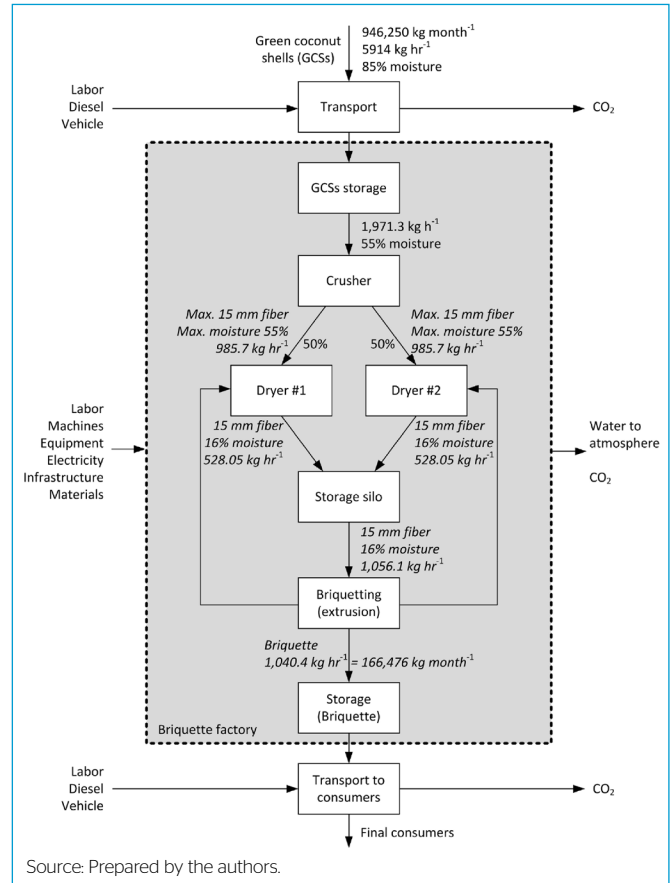 Green coconut
shells (GCSs)
946,250 kg month⁻¹
5914 kg hr⁻¹
85% moisture
Labor
Diesel
Vehicle
Transport
CO₂
GCSs storage
1,971.3 kg h⁻¹
55% moisture
Crusher
Max. 15 mm fiber
Max. moisture 55%
985.7 kg hr⁻¹
50%
50%
Max. 15 mm fiber
Max. moisture 55%
985.7 kg hr⁻¹
Dryer #1
Dryer #2
Labor
Machines
Equipment
Electricity
Infrastructure
Materials
15 mm fiber
16% moisture
528.05 kg hr⁻¹
15 mm fiber
16% moisture
528.05 kg hr⁻¹
Water to
atmosphere
CO₂
Storage silo
15 mm fiber
16% moisture
1,056.1 kg hr⁻¹
Briquetting
(extrusion)
Briquette
1,040.4 kg hr⁻¹ = 166,476 kg month⁻¹
Storage
(Briquette)
Briquette factory
Labor
Diesel
Vehicle
Transport to
consumers
CO₂
Final consumers
Source: Prepared by the authors.